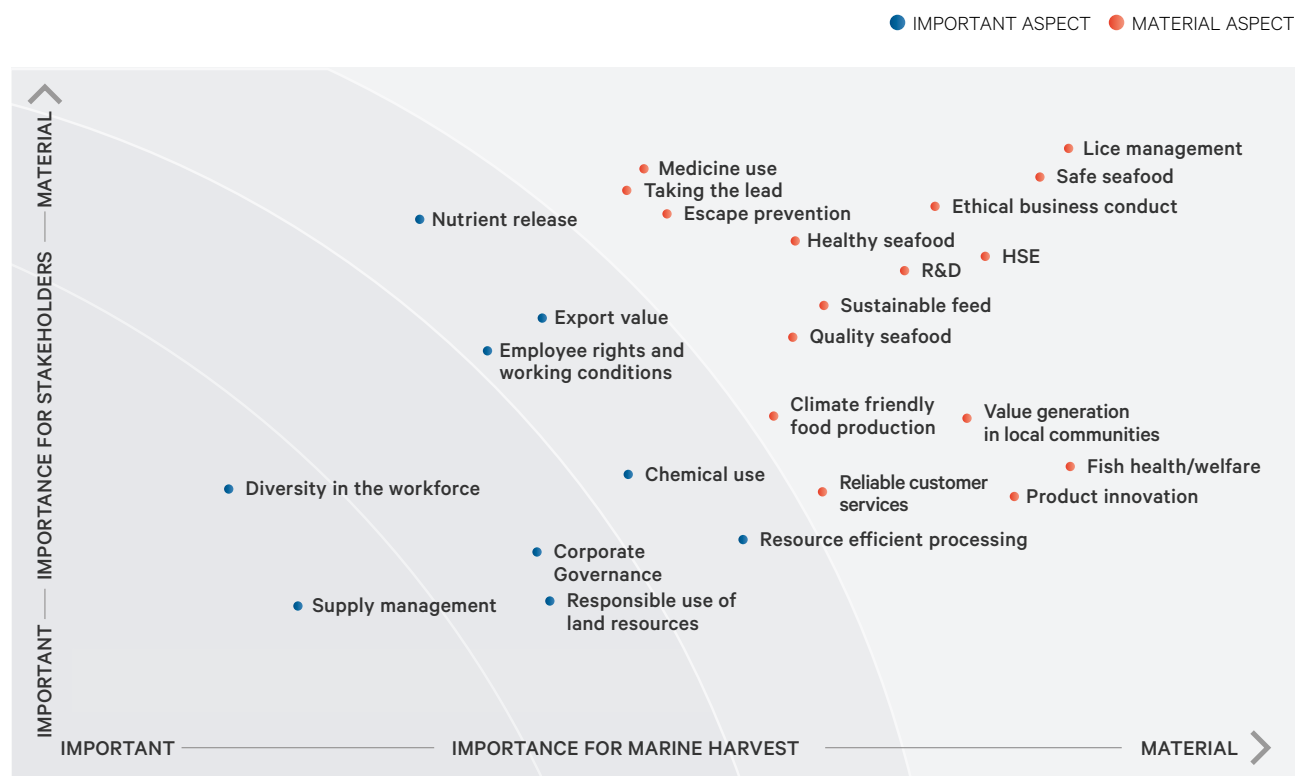 IMPORTANT ASPECT
MATERIAL ASPECT
MATERIAL
IMPORTANCE FOR STAKEHOLDERS
IMPORTANT
Lice management
Medicine use
Safe seafood
Taking the lead
Ethical business conduct
Escape prevention
Nutrient release
Healthy seafood
HSE
R&D
Sustainable feed
Export value
Quality seafood
Employee rights and
working conditions
Climate friendly
food production
Value generation
in local communities
Fish health/welfare
Chemical use
Reliable customer
services
Diversity in the workforce
Product innovation
Resource efficient processing
Corporate
Governance
Responsible use of
land resources
Supply management
IMPORTANT
IMPORTANCE FOR MARINE HARVEST
MATERIAL